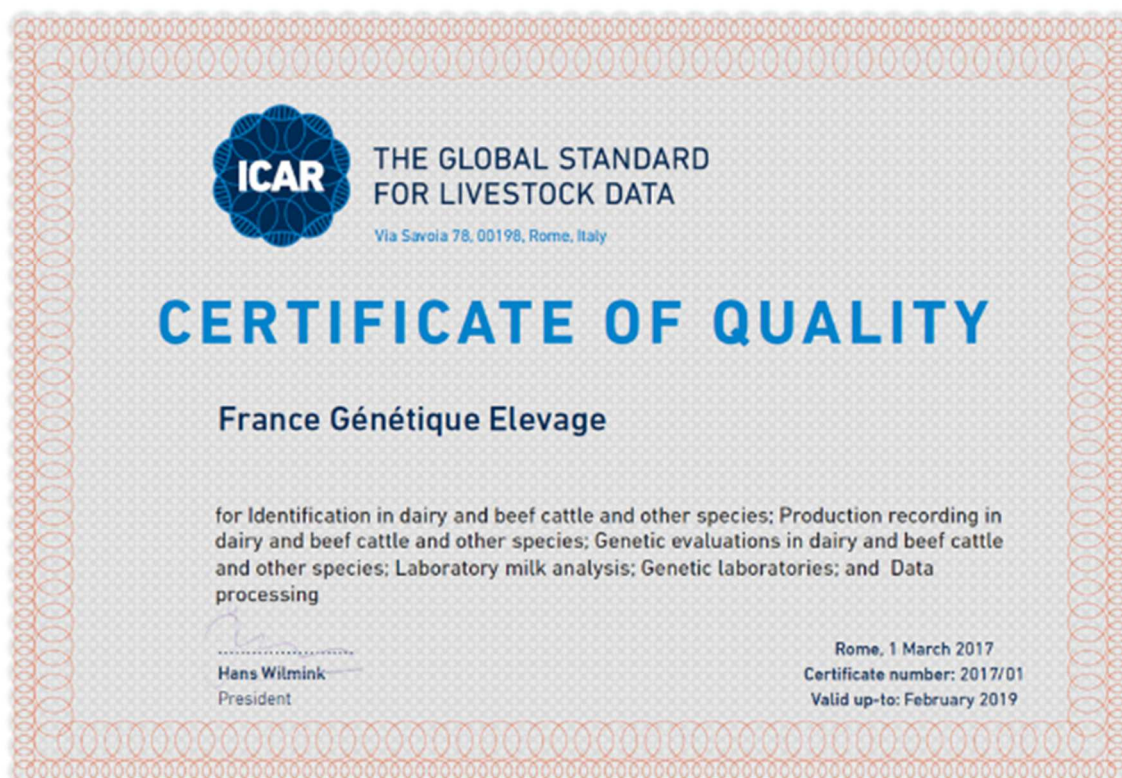 ICAR
THE GLOBAL STANDARD
FOR LIVESTOCK DATA
Via Savoia 78, 00198, Rome, Italy
CERTIFICATE OF QUALITY
France Génétique Elevage
for Identification in dairy and beef cattle and other species; Production recording in
dairy and beef cattle and other species; Genetic evaluations in dairy and beef cattle
and other species; Laboratory milk analysis; Genetic laboratories; and Data
processing
Hans Wilmink
President
Rome, 1 March 2017
Certificate number: 2017/01
Valid up-to: February 2019